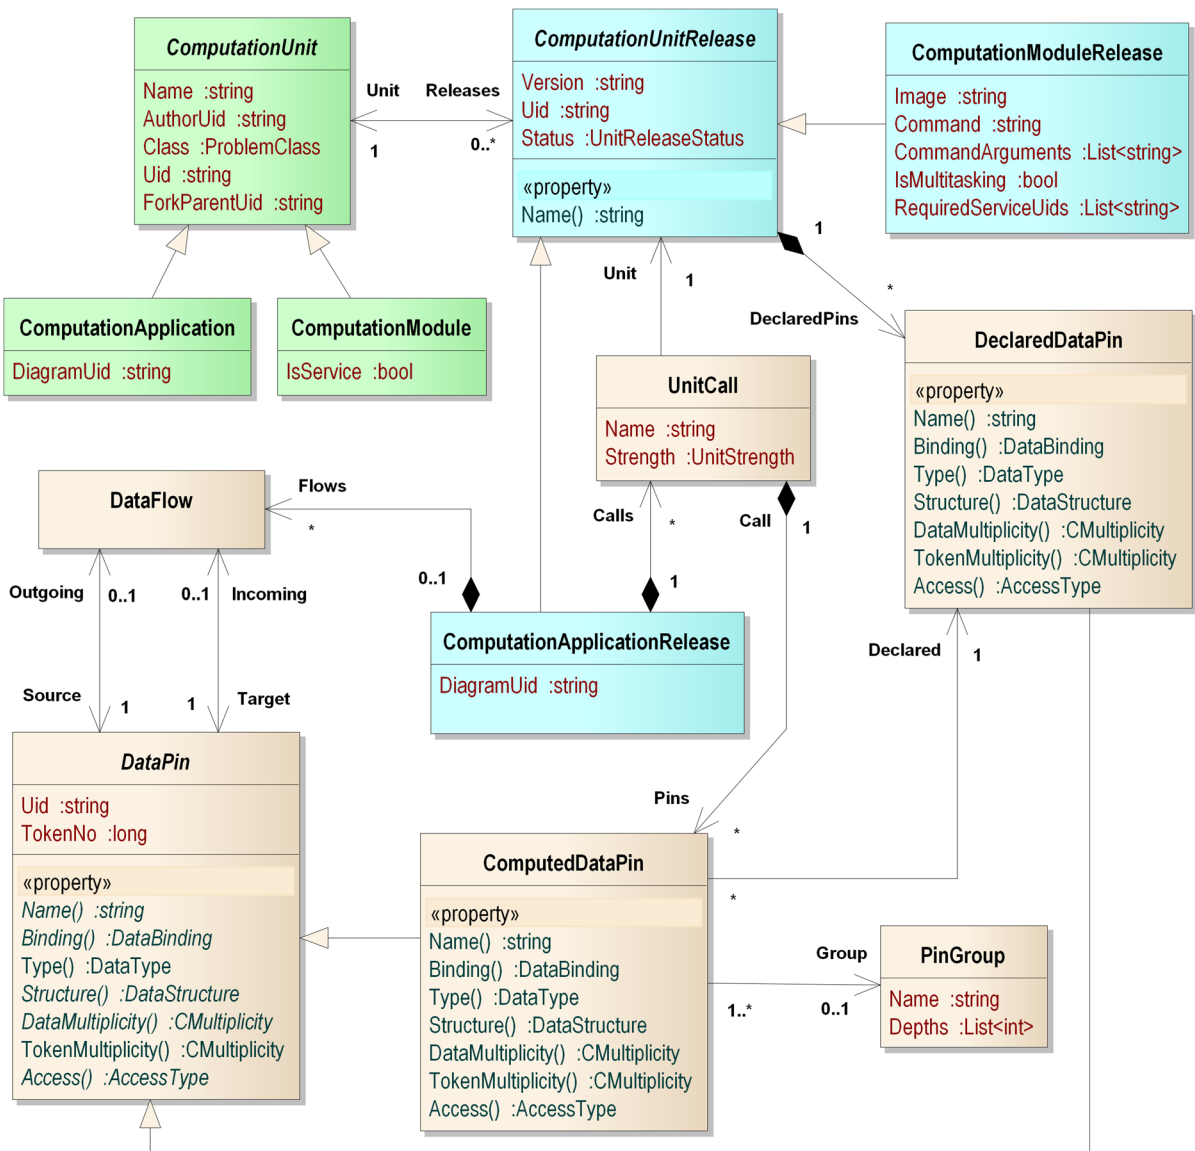 ComputationUnit
Name :string
AuthorUid :string
Class :ProblemClass
Uid :string
ForkParentUid :string
Unit
Releases
1
0..*
ComputationUnitRelease
Version :string
Uid :string
Status :UnitReleaseStatus
«property»
Name() :string
ComputationModuleRelease
Image :string
Command :string
CommandArguments :List<string>
IsMultitasking :bool
RequiredServiceUids :List<string>
ComputationApplication
DiagramUid :string
ComputationModule
IsService :bool
Unit
1
1
*
DeclaredPins
UnitCall
Name :string
Strength :UnitStrength
DeclaredDataPin
«property»
Name() :string
Binding() :DataBinding
Type() :DataType
Structure() :DataStructure
DataMultiplicity() :CMultiplicity
TokenMultiplicity() :CMultiplicity
Access() :AccessType
DataFlow
Flows
*
Calls
*
Call
1
Outgoing
0..1
0..1
Incoming
0..1
1
ComputationApplicationRelease
DiagramUid :string
Declared
1
Source
1
1
Target
DataPin
Uid :string
TokenNo :long
«property»
Name() :string
Binding() :DataBinding
Type() :DataType
Structure() :DataStructure
DataMultiplicity() :CMultiplicity
TokenMultiplicity() :CMultiplicity
Access() :AccessType
Pins
*
ComputedDataPin
«property»
Name() :string
Binding() :DataBinding
Type() :DataType
Structure() :DataStructure
DataMultiplicity() :CMultiplicity
TokenMultiplicity() :CMultiplicity
Access() :AccessType
*
Group
1..*
0..1
PinGroup
Name :string
Depths :List<int>